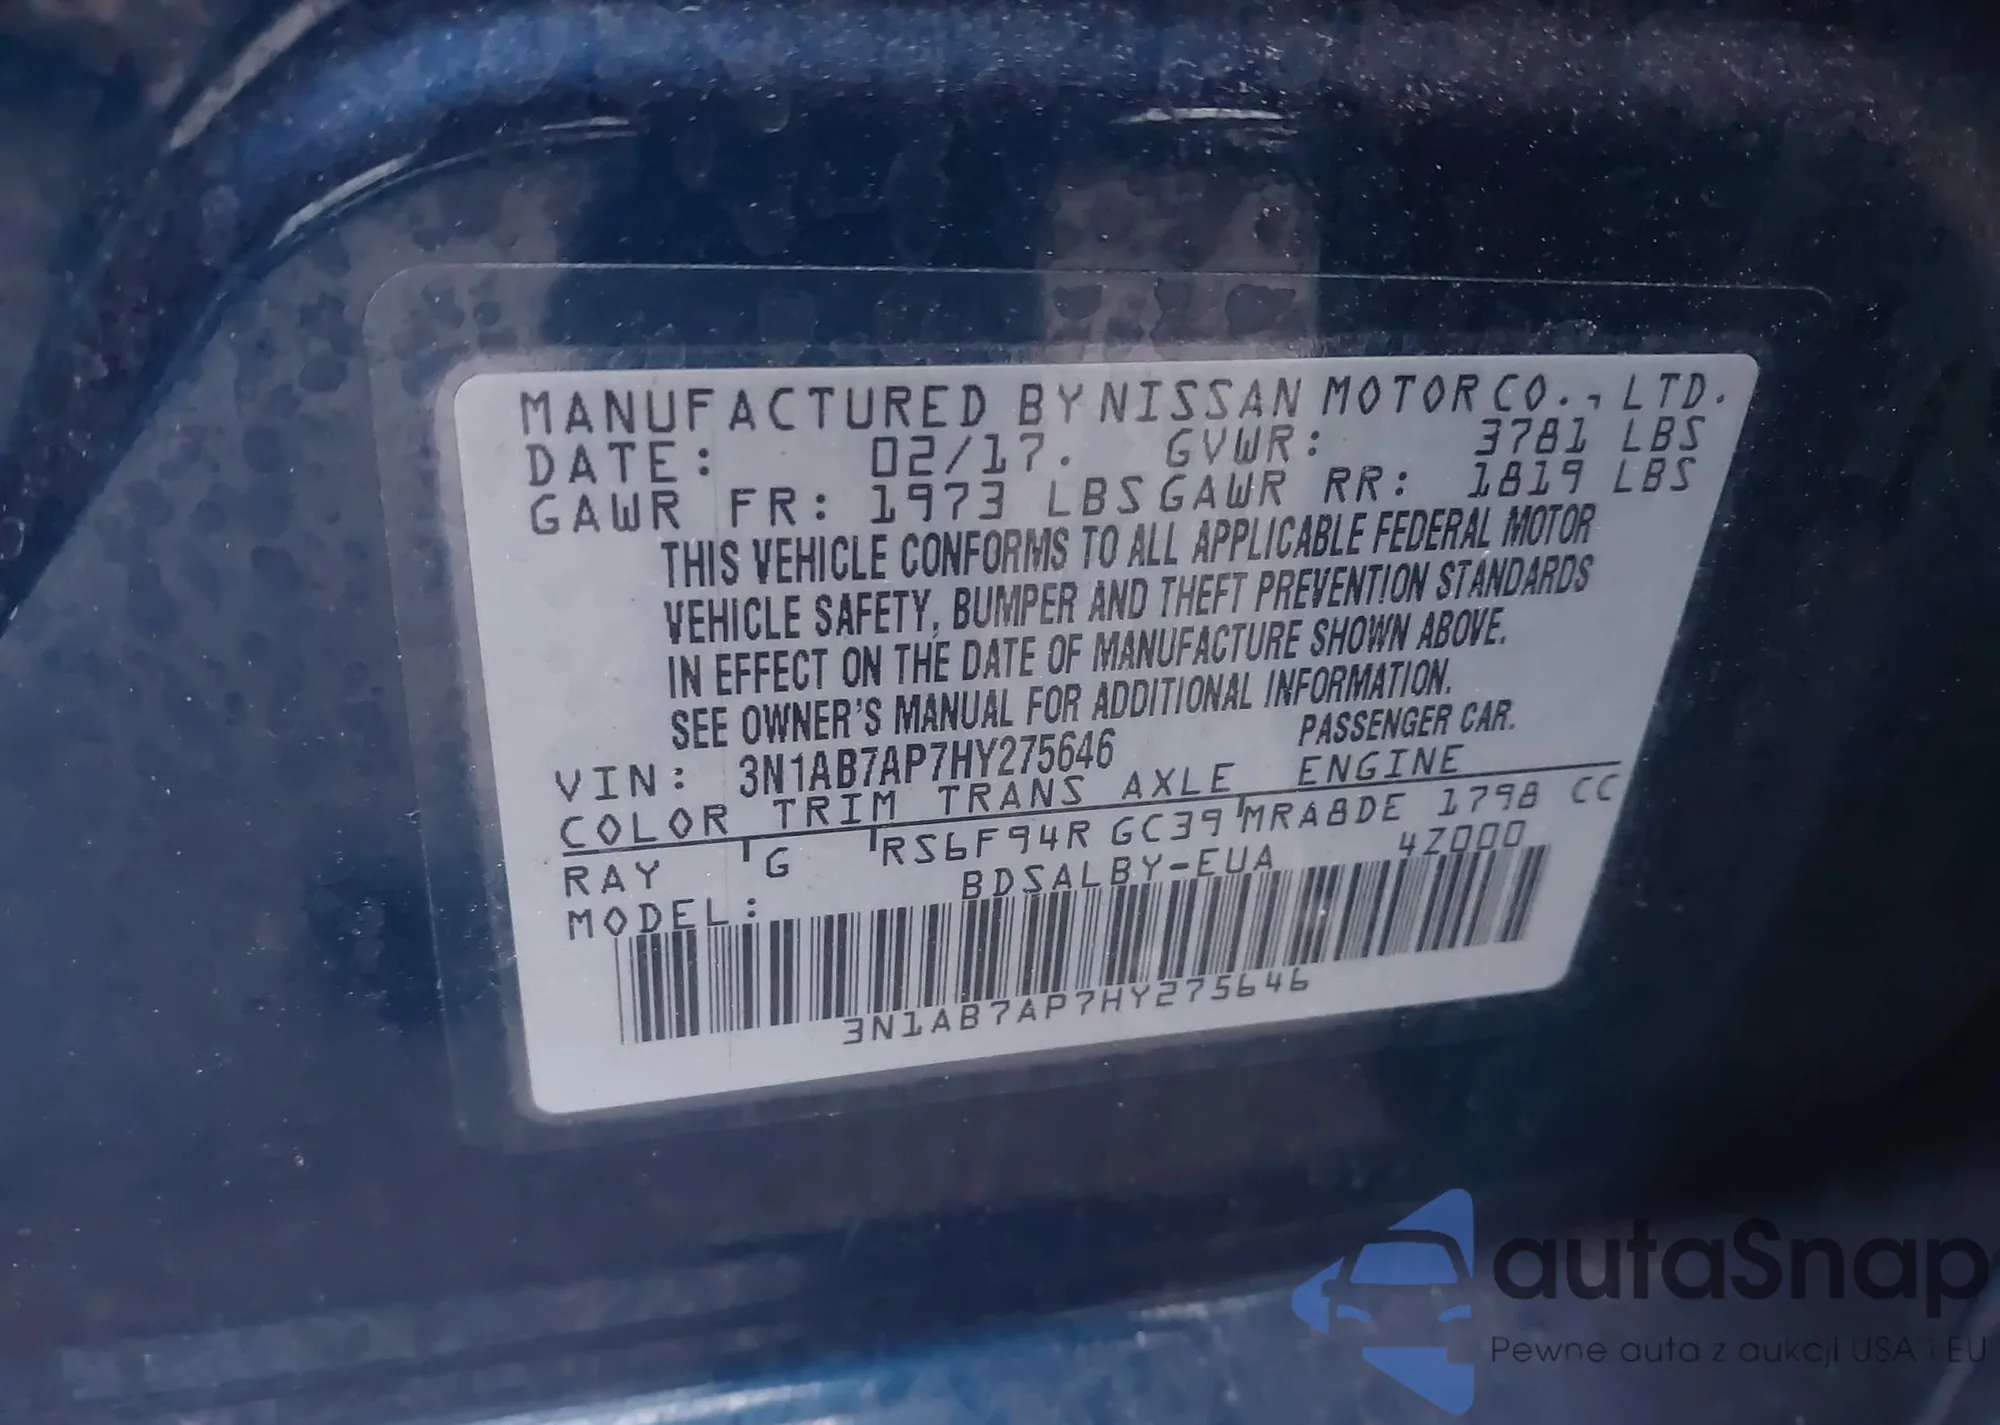 MANUFACTURED BY NISSAN MOTOR CO., LTD.
DATE: 02/17. GVWR: 3781 LBS
GAWR FR: 1973 LBS GAWR RR: 1819 LBS
THIS VEHICLE CONFORMS TO ALL APPLICABLE FEDERAL MOTOR
VEHICLE SAFETY, BUMPER AND THEFT PREVENTION STANDARDS
IN EFFECT ON THE DATE OF MANUFACTURE SHOWN ABOVE.
SEE OWNER'S MANUAL FOR ADDITIONAL INFORMATION.
VIN: 3N1AB7AP7HY275646 PASSENGER CAR.
COLOR TRIM TRANS AXLE ENGINE
RAY G RS6F94R GC39 MRA8DE 1798 CC
MODEL: BDSALBY-EUA 4Z000
3N1AB7AP7HY275646
autaSnap
Pewne auta z aukcji USA i EU